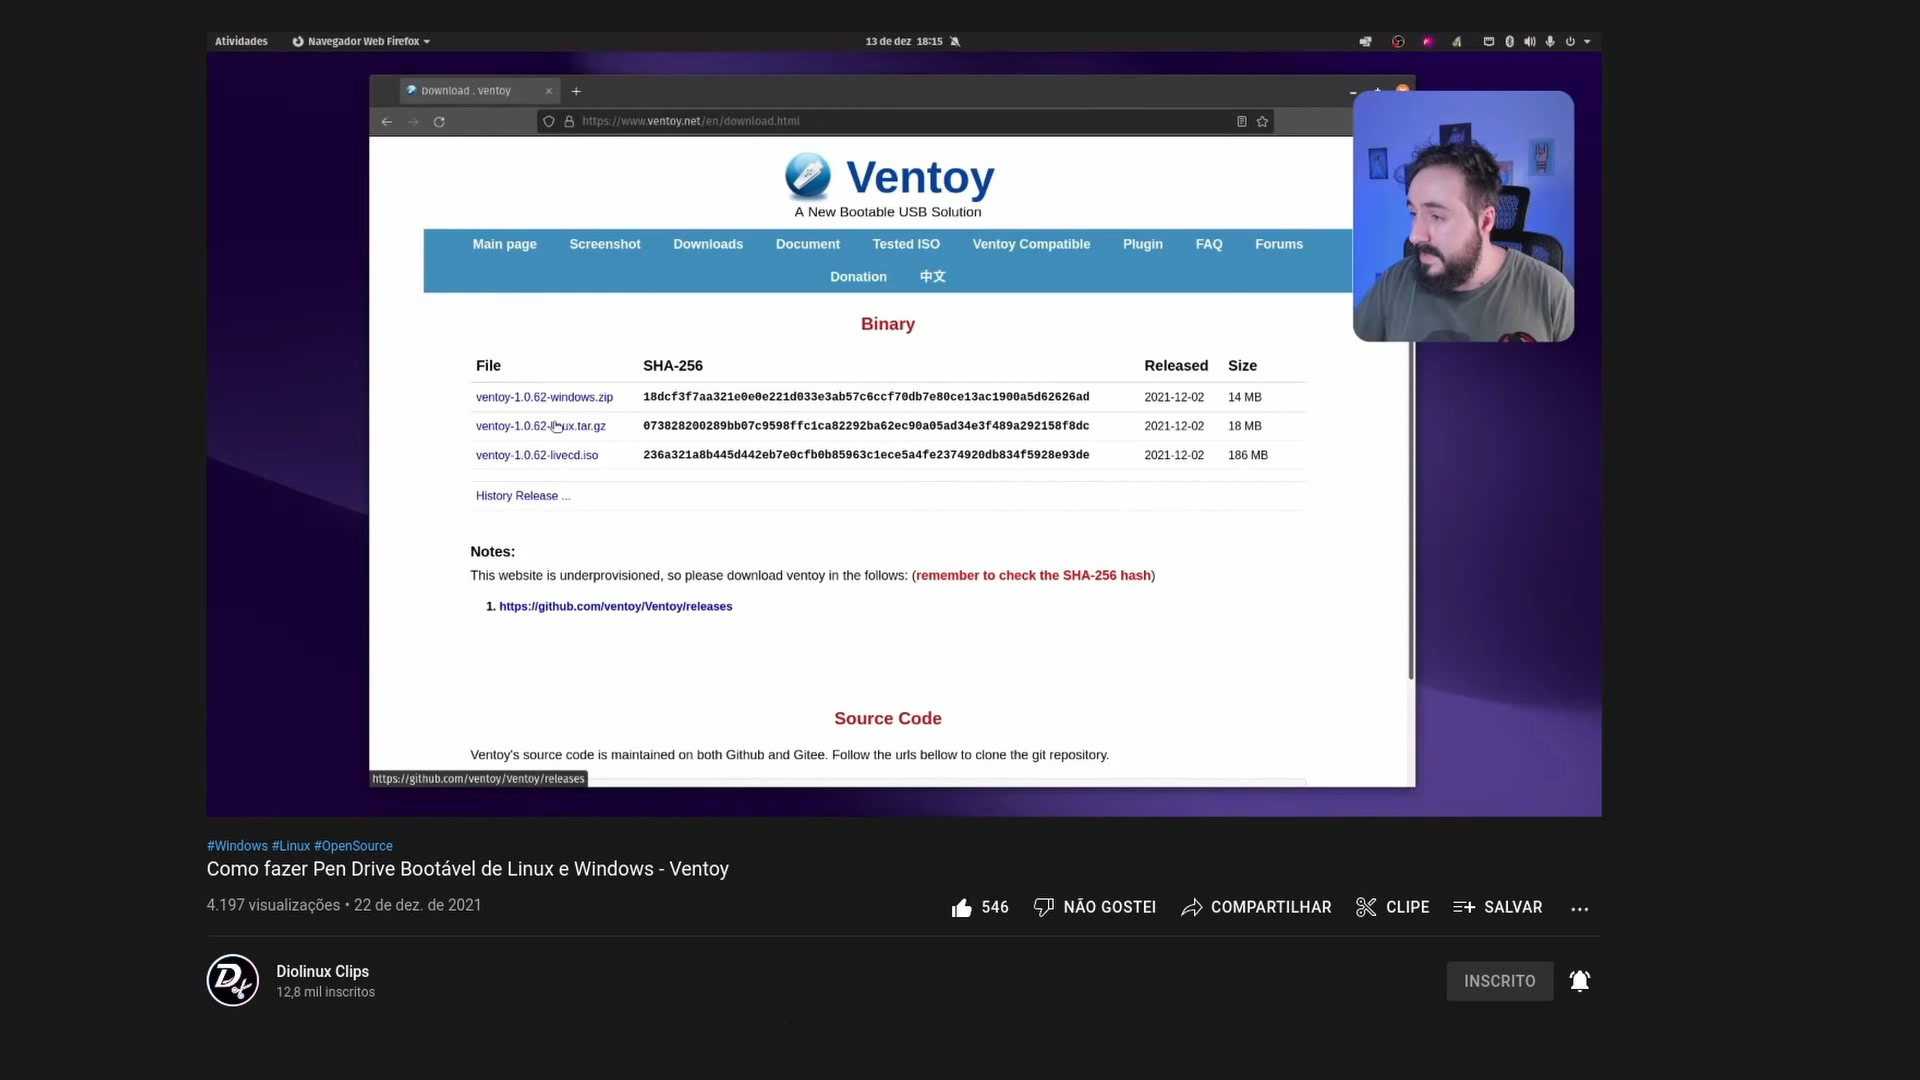 Atividades
Navegador Web Firefox
13 de dez 18:15
Download . ventoy
https://www.ventoy.net/en/download.html
Ventoy
A New Bootable USB Solution
Main page Screenshot Downloads Document Tested ISO Ventoy Compatible Plugin FAQ Forums
Donation 中文
Binary
File SHA-256 Released Size
ventoy-1.0.62-windows.zip 18dcf3f7aa321e0e0e221d033e3ab57c6ccf70db7e80ce13ac1900a5d62626ad 2021-12-02 14 MB
ventoy-1.0.62-linux.tar.gz 073828200289bb07c9598ffc1ca82292ba62ec90a05ad34e3f489a292158f8dc 2021-12-02 18 MB
ventoy-1.0.62-livecd.iso 236a321a8b445d442eb7e0cfb0b85963c1ece5a4fe2374920db834f5928e93de 2021-12-02 186 MB
History Release ...
Notes:
This website is underprovisioned, so please download ventoy in the follows: (remember to check the SHA-256 hash)
1. https://github.com/ventoy/Ventoy/releases
Source Code
Ventoy's source code is maintained on both Github and Gitee. Follow the urls bellow to clone the git repository.
https://github.com/ventoy/Ventoy/releases
#Windows #Linux #OpenSource
Como fazer Pen Drive Bootável de Linux e Windows - Ventoy
4.197 visualizações • 22 de dez. de 2021
546 NÃO GOSTEI COMPARTILHAR CLIPE SALVAR ...
Diolinux Clips
12,8 mil inscritos
INSCRITO